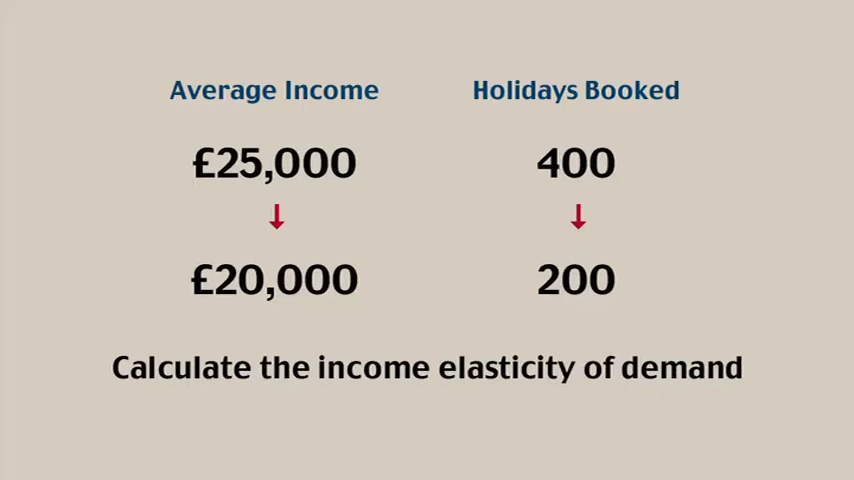 Average Income Holidays Booked
£25,000 400
↓ ↓
£20,000 200
Calculate the income elasticity of demand